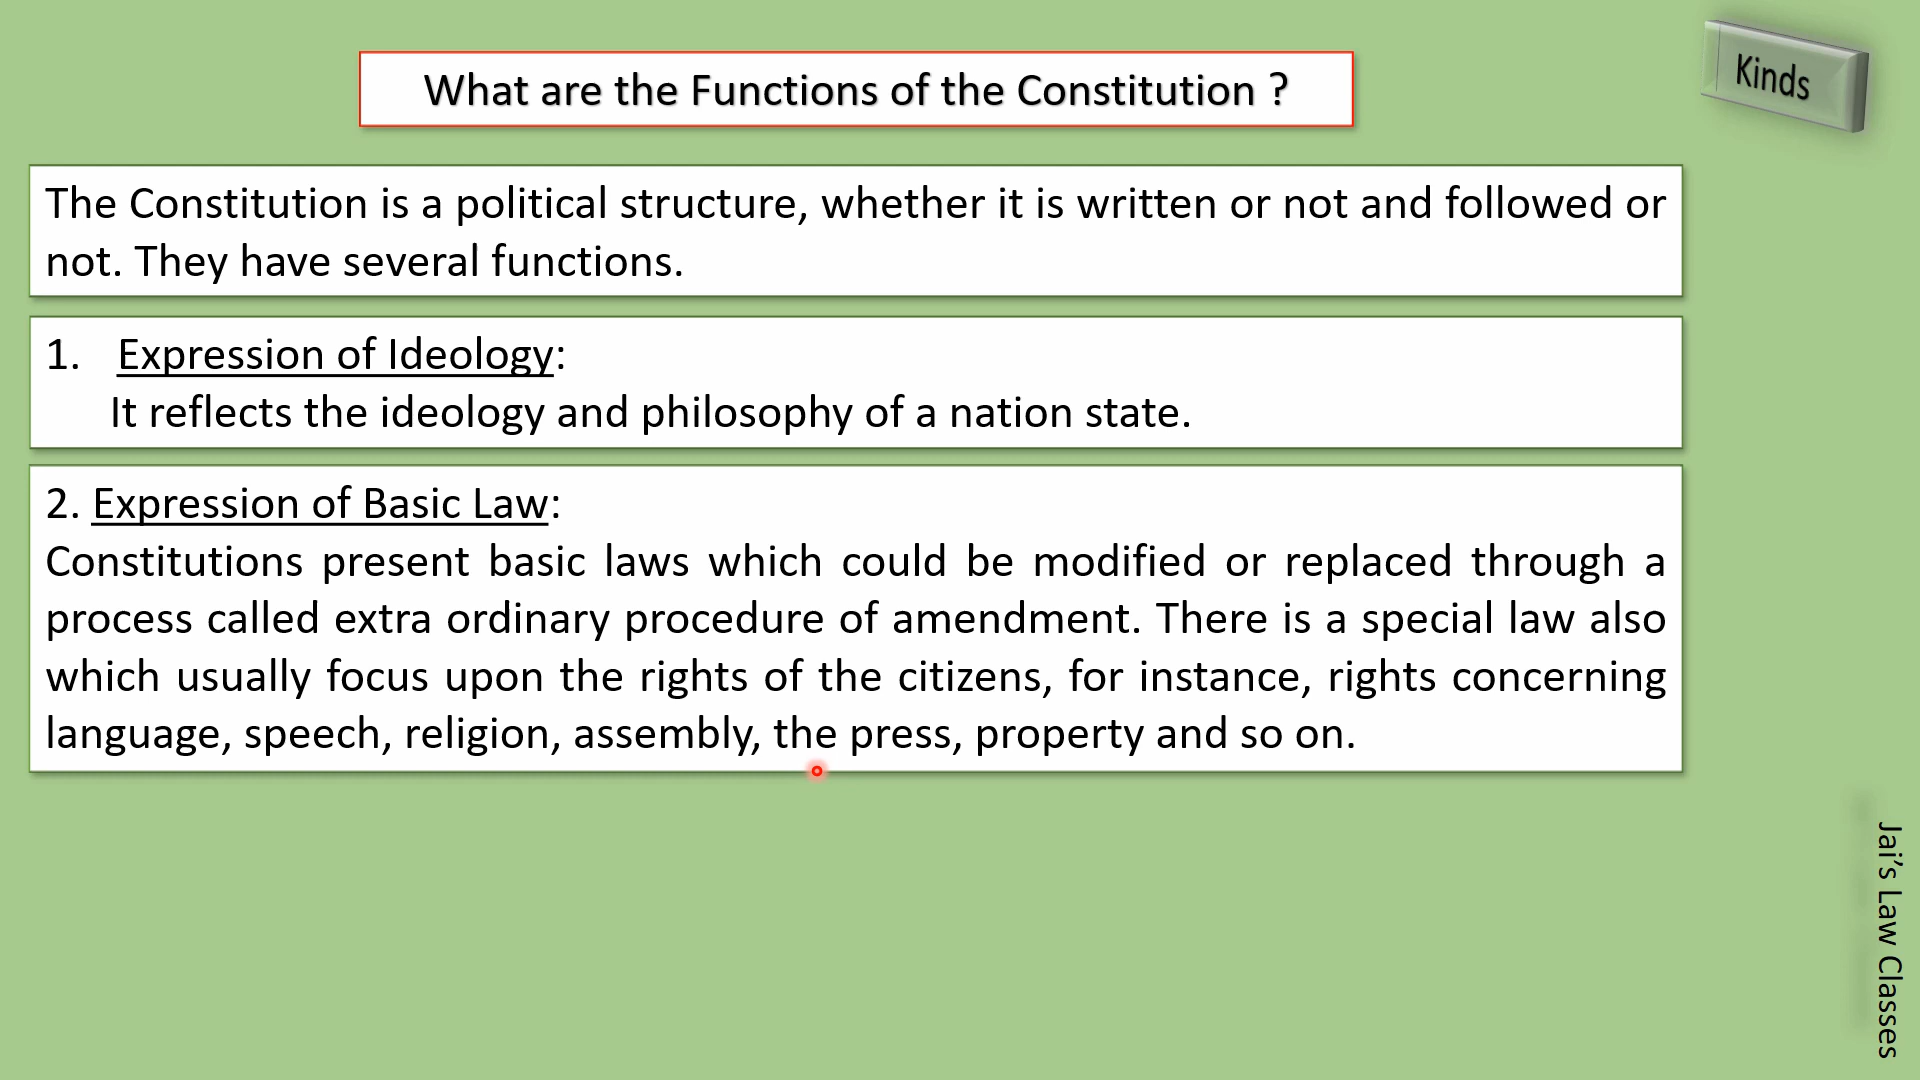 What are the Functions of the Constitution ?
Kinds
The Constitution is a political structure, whether it is written or not and followed or
not. They have several functions.
1. Expression of Ideology:
It reflects the ideology and philosophy of a nation state.
2. Expression of Basic Law:
Constitutions present basic laws which could be modified or replaced through a
process called extra ordinary procedure of amendment. There is a special law also
which usually focus upon the rights of the citizens, for instance, rights concerning
language, speech, religion, assembly, the press, property and so on.
Jai's Law Classes